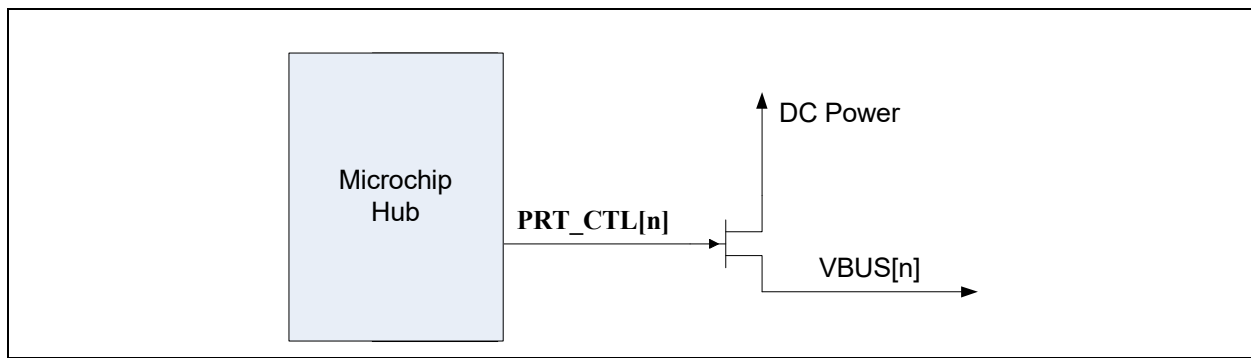 DC Power
Microchip
Hub
PRT_CTL[n]
VBUS[n]